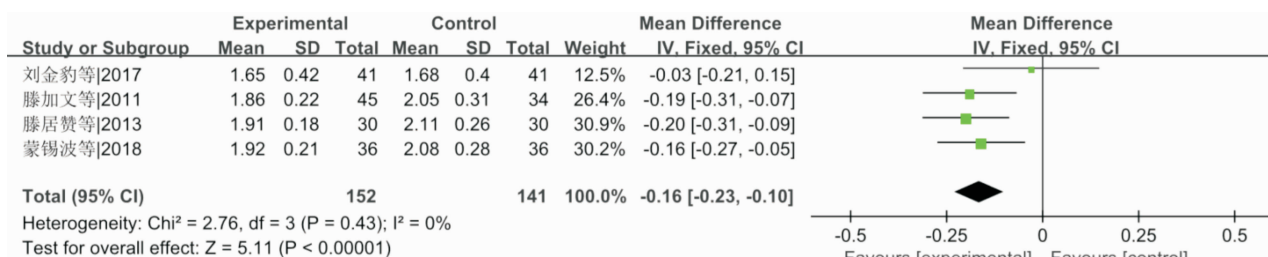 Experimental Control Mean Difference Mean Difference
Study or Subgroup Mean SD Total Mean SD Total Weight IV, Fixed, 95% CI IV, Fixed, 95% CI
刘金豹等|2017 1.65 0.42 41 1.68 0.4 41 12.5% -0.03 [-0.21, 0.15]
滕加文等|2011 1.86 0.22 45 2.05 0.31 34 26.4% -0.19 [-0.31, -0.07]
滕居赞等|2013 1.91 0.18 30 2.11 0.26 30 30.9% -0.20 [-0.31, -0.09]
蒙锡波等|2018 1.92 0.21 36 2.08 0.28 36 30.2% -0.16 [-0.27, -0.05]
Total (95% CI) 152 141 100.0% -0.16 [-0.23, -0.10]
Heterogeneity: Chi² = 2.76, df = 3 (P = 0.43); I² = 0%
Test for overall effect: Z = 5.11 (P < 0.00001)
-0.5 -0.25 0 0.25 0.5
Favours [experimental] Favours [control]